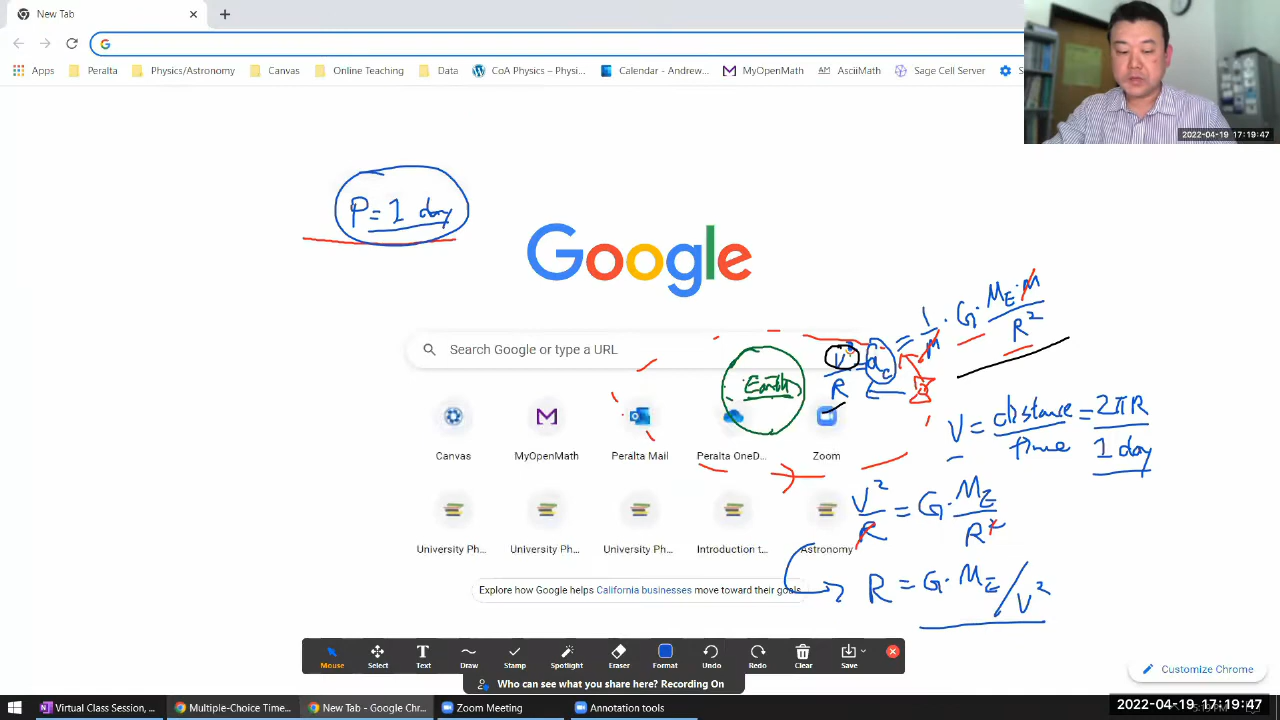 New Tab
Apps Peralta Physics/Astronomy Canvas Online Teaching Data CoA Physics – Physi... Calendar - Andrew... MyOpenMath AM AsciiMath Sage Cell Server S
2022-04-19 17:19:47
P = 1 day
Google
Search Google or type a URL
Earth
V²/R = a_c = 1/M · G · M_E · M / R²
V = distance/time = 2πR / 1 day
Canvas MyOpenMath Peralta Mail Peralta OneD... Zoom
V²/R = G · M_E/R²
University Ph... University Ph... University Ph... Introduction t... Astronomy
R = G · M_E / V²
Explore how Google helps California businesses move toward their goals
Mouse Select Text Draw Stamp Spotlight Eraser Format Undo Redo Clear Save
Customize Chrome
Who can see what you share here? Recording On
Virtual Class Session, ... Multiple-Choice Time... New Tab - Google Chr... Zoom Meeting Annotation tools
2022-04-19 17:19:47